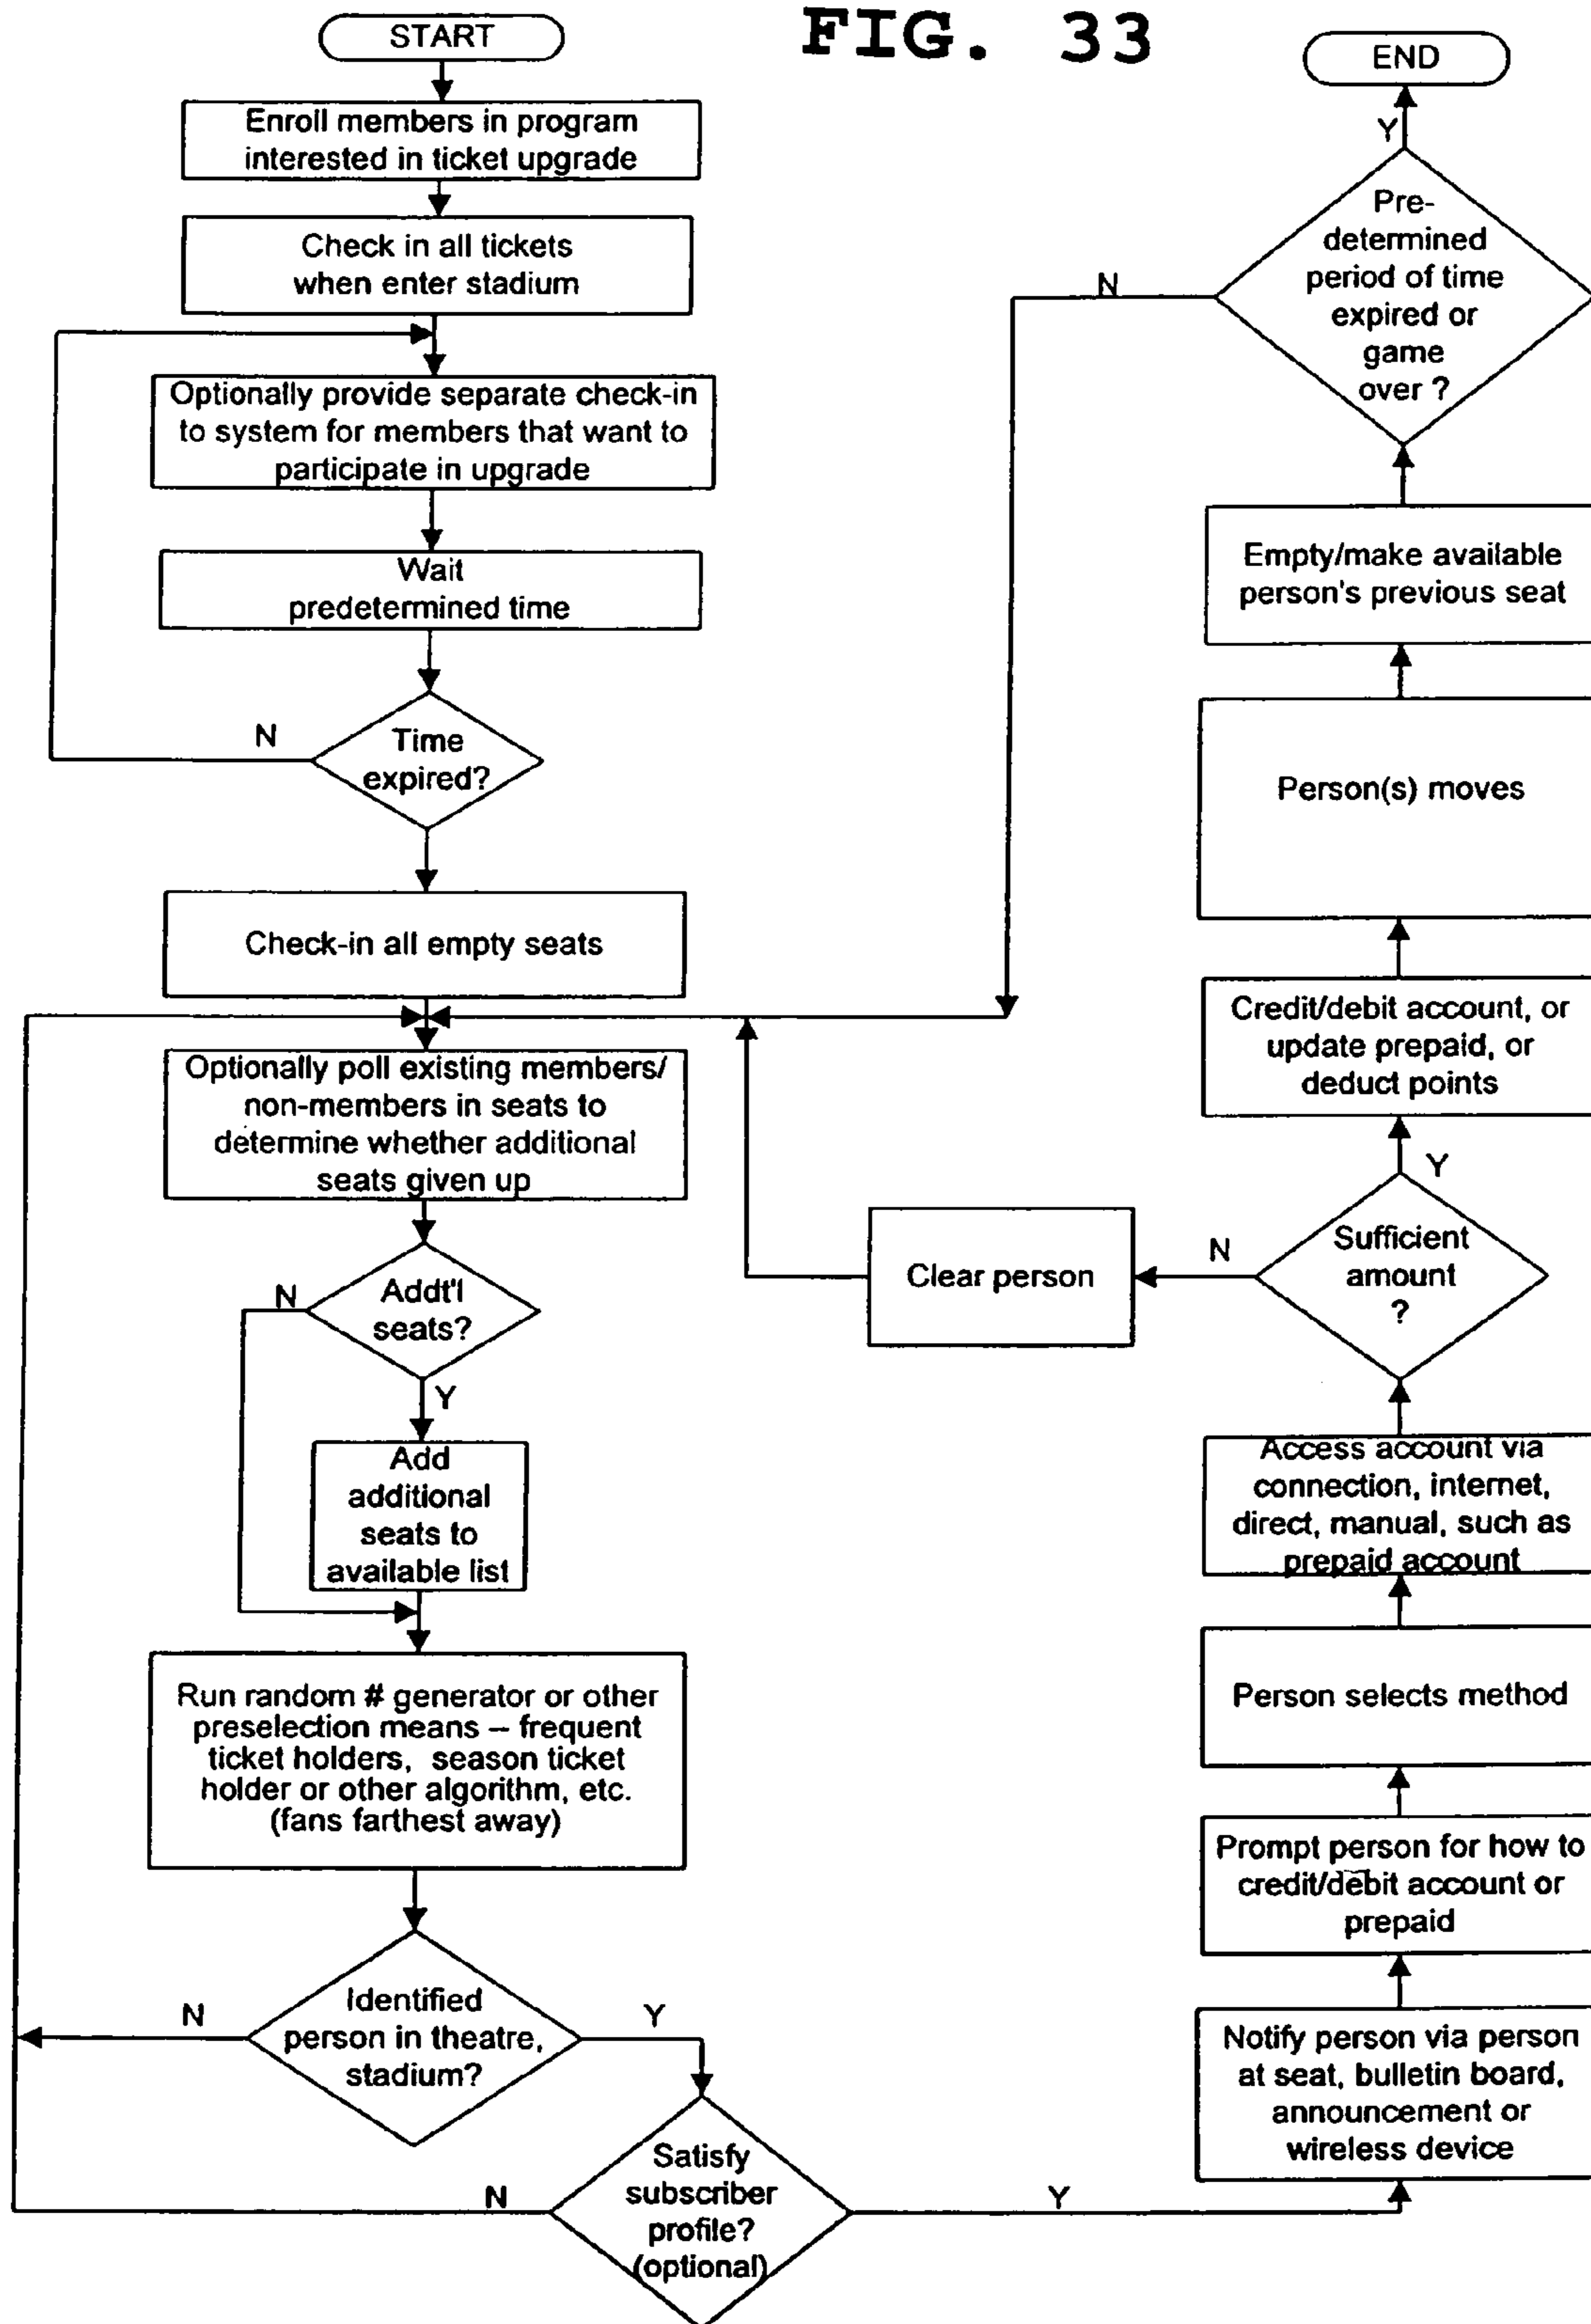 FIG. 33
START
Enroll members in program
interested in ticket upgrade
Check in all tickets
when enter stadium
Optionally provide separate check-in
to system for members that want to
participate in upgrade
Wait
predetermined time
Time
expired?
N
Check-in all empty seats
Optionally poll existing members/
non-members in seats to
determine whether additional
seats given up
Addt'l
seats?
N
Y
Add
additional
seats to
available list
Run random # generator or other
preselection means – frequent
ticket holders, season ticket
holder or other algorithm, etc.
(fans farthest away)
Identified
person in theatre,
stadium?
N
Y
Satisfy
subscriber
profile?
(optional)
N
Y
Notify person via person
at seat, bulletin board,
announcement or
wireless device
Prompt person for how to
credit/debit account or
prepaid
Person selects method
Access account via
connection, internet,
direct, manual, such as
prepaid account
Sufficient
amount
?
N
Clear person
Y
Credit/debit account, or
update prepaid, or
deduct points
Person(s) moves
Empty/make available
person's previous seat
Pre-
determined
period of time
expired or
game
over ?
N
Y
END